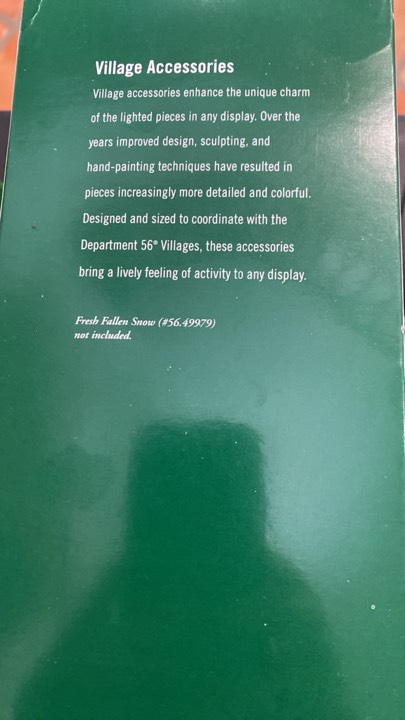 Village Accessories
Village accessories enhance the unique charm
of the lighted pieces in any display. Over the
years improved design, sculpting, and
hand-painting techniques have resulted in
pieces increasingly more detailed and colorful.
Designed and sized to coordinate with the
Department 56® Villages, these accessories
bring a lively feeling of activity to any display.
Fresh Fallen Snow (#56.49979)
not included.